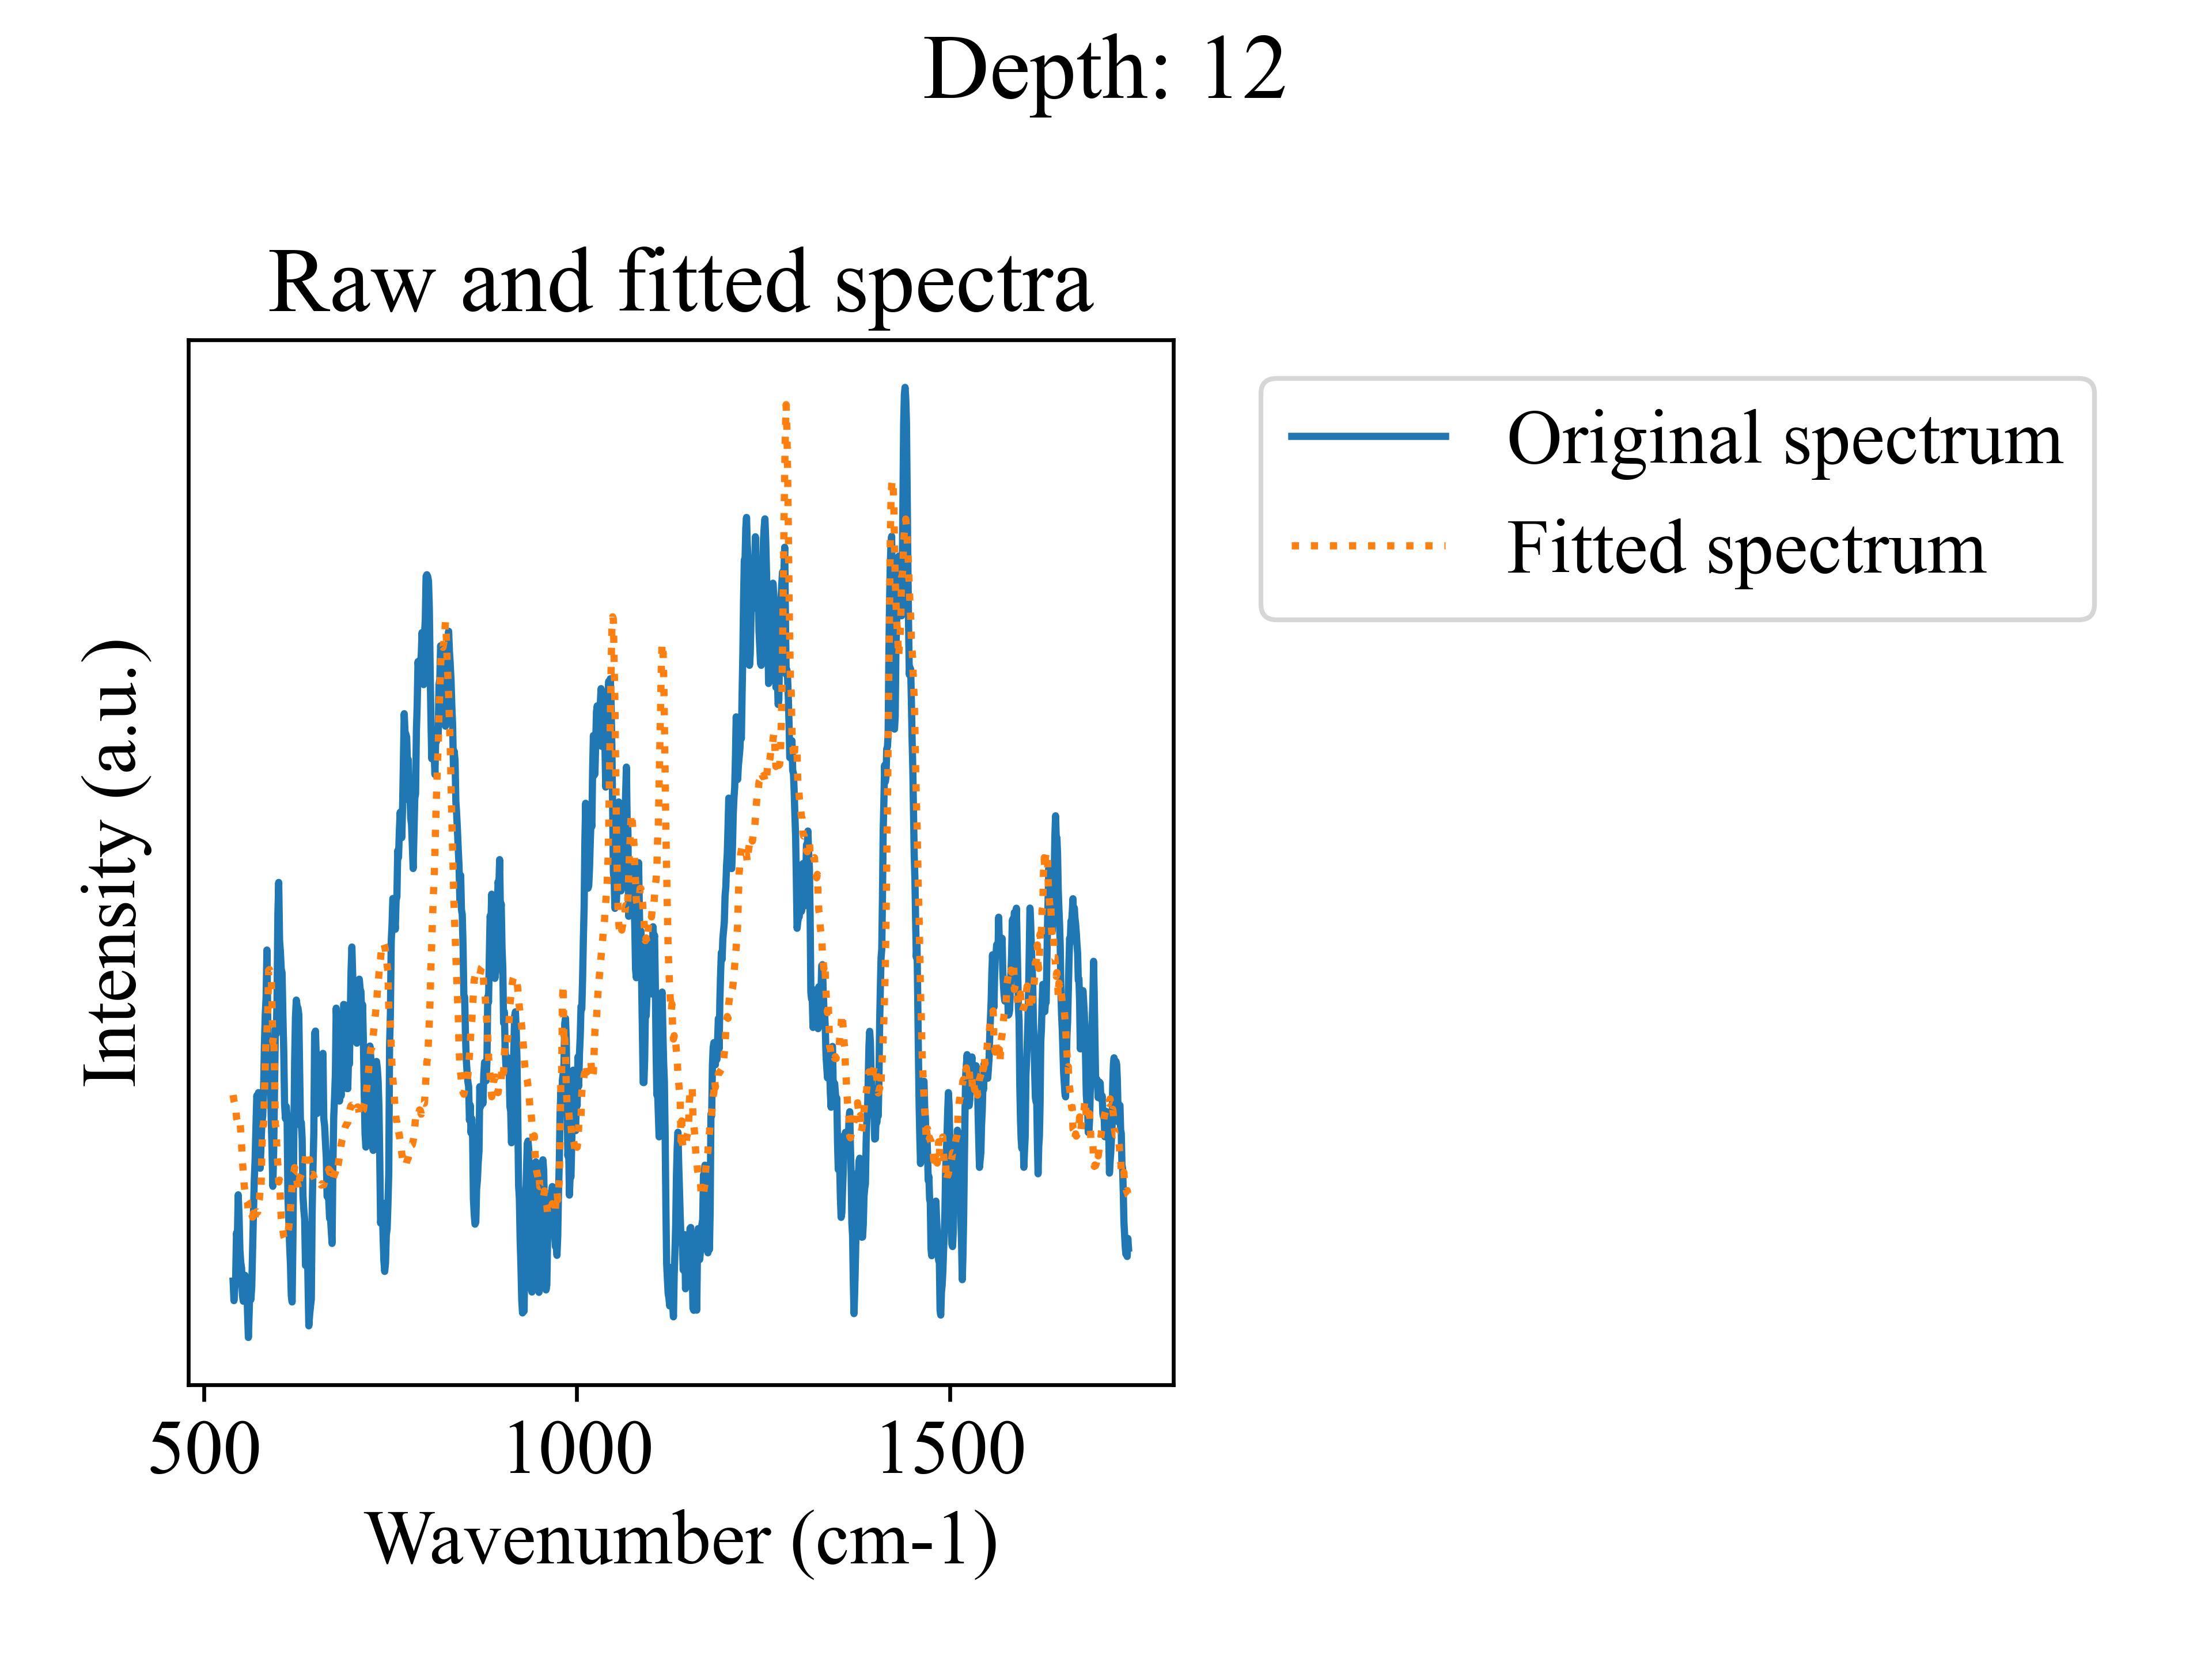 Depth: 12
Raw and fitted spectra
Original spectrum
Fitted spectrum
Intensity (a.u.)
500 1000 1500
Wavenumber (cm-1)